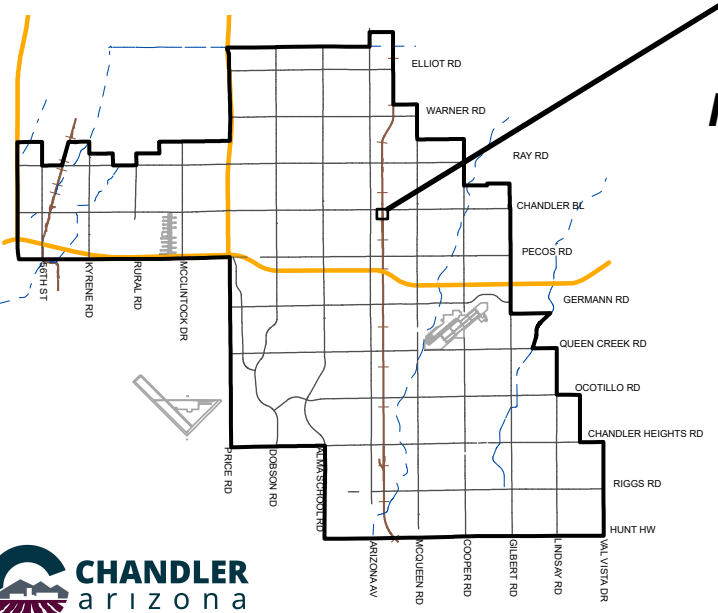 ELLIOT RD
WARNER RD
RAY RD
CHANDLER BL
PECOS RD
GERMANN RD
QUEEN CREEK RD
OCOTILLO RD
CHANDLER HEIGHTS RD
RIGGS RD
HUNT HW
56TH ST
KYRENE RD
RURAL RD
MCCLINTOCK DR
PRICE RD
DOBSON RD
ALMA SCHOOL RD
ARIZONA AV
MCQUEEN RD
COOPER RD
GILBERT RD
LINDSAY RD
VAL VISTA DR
CHANDLER
arizona